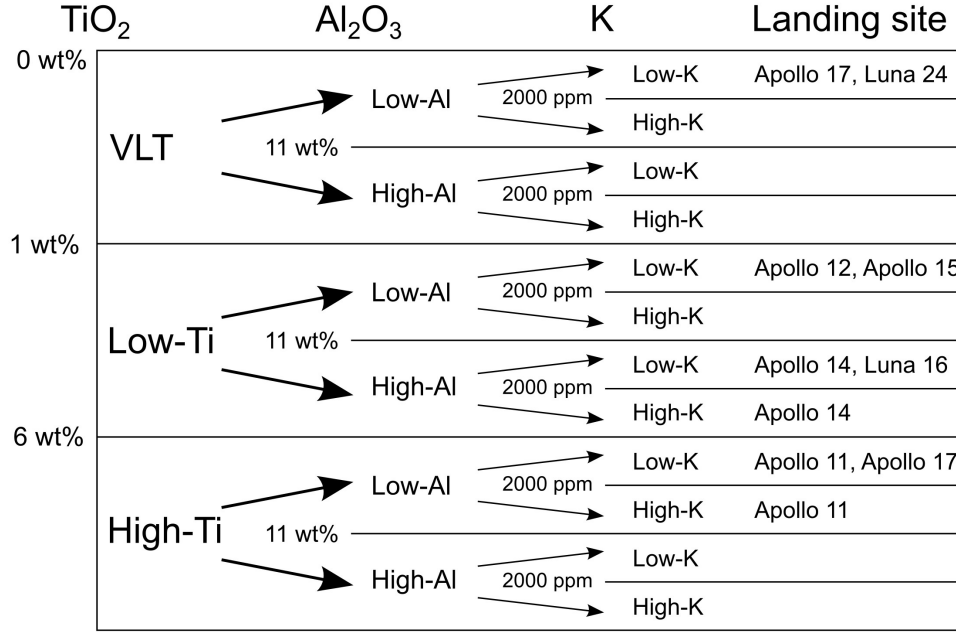 TiO₂ Al₂O₃ K Landing site
0 wt%
Low-K Apollo 17, Luna 24
Low-Al 2000 ppm
High-K
VLT 11 wt%
Low-K
High-Al 2000 ppm
High-K
1 wt%
Low-K Apollo 12, Apollo 15
Low-Al 2000 ppm
High-K
Low-Ti 11 wt%
Low-K Apollo 14, Luna 16
High-Al 2000 ppm
High-K Apollo 14
6 wt%
Low-K Apollo 11, Apollo 17
Low-Al 2000 ppm
High-K Apollo 11
High-Ti 11 wt%
Low-K
High-Al 2000 ppm
High-K